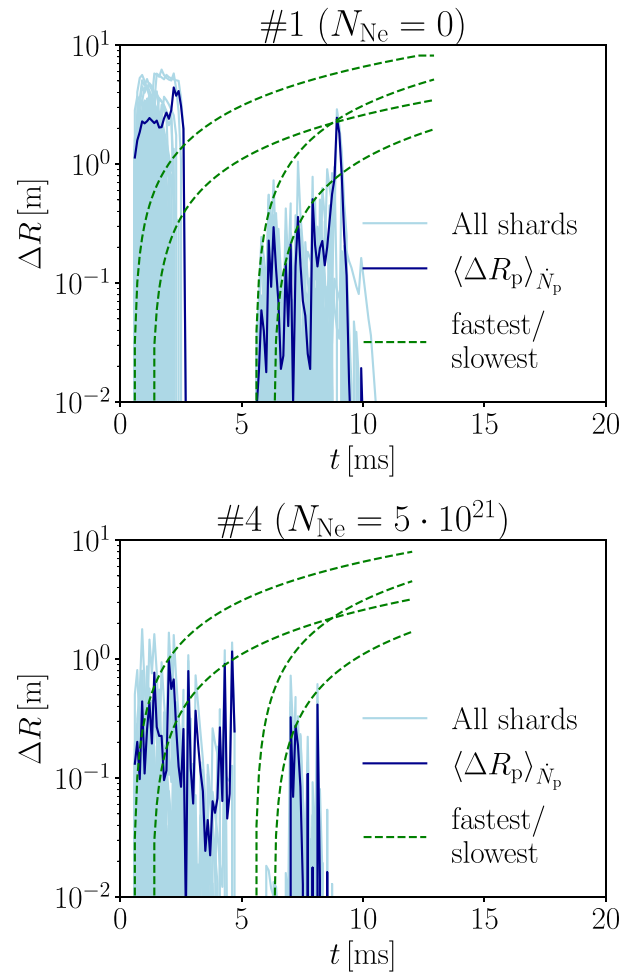 #1 (N_Ne = 0)
10^1
10^0
10^−1
10^−2
ΔR [m]
All shards
⟨ΔR_p⟩_Ṅ_p
fastest/
slowest
0 5 10 15 20
t [ms]
#4 (N_Ne = 5 · 10^21)
10^1
10^0
10^−1
10^−2
ΔR [m]
All shards
⟨ΔR_p⟩_Ṅ_p
fastest/
slowest
0 5 10 15 20
t [ms]